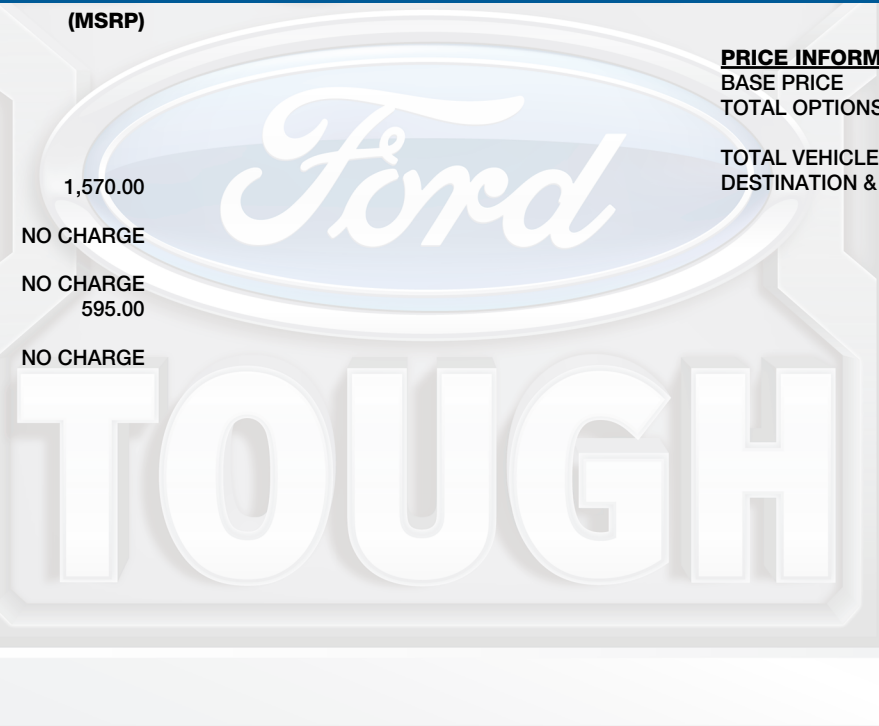 (MSRP)
1,570.00
NO CHARGE
NO CHARGE
595.00
NO CHARGE
PRICE INFORM
BASE PRICE
TOTAL OPTIONS
TOTAL VEHICLE
DESTINATION &
Ford
TOUGH